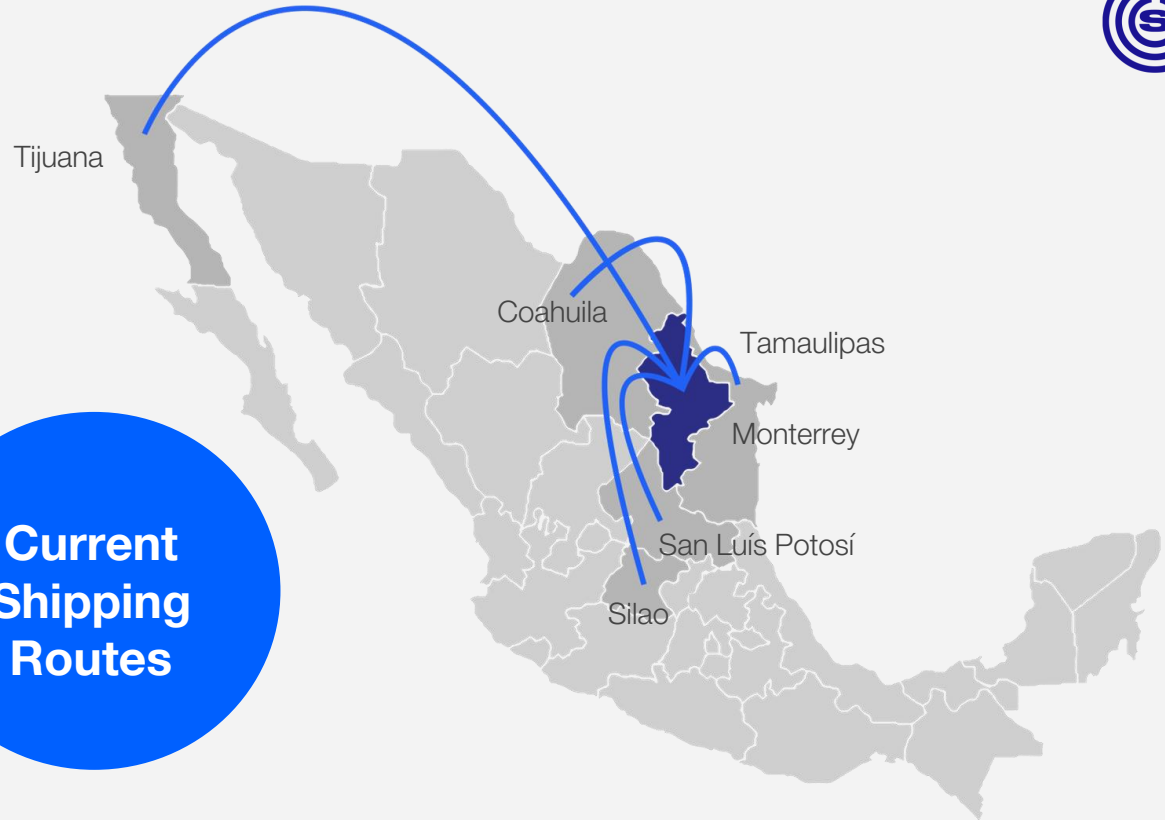 S
Tijuana
Coahuila
Tamaulipas
Monterrey
San Luís Potosí
Silao
Current
Shipping
Routes